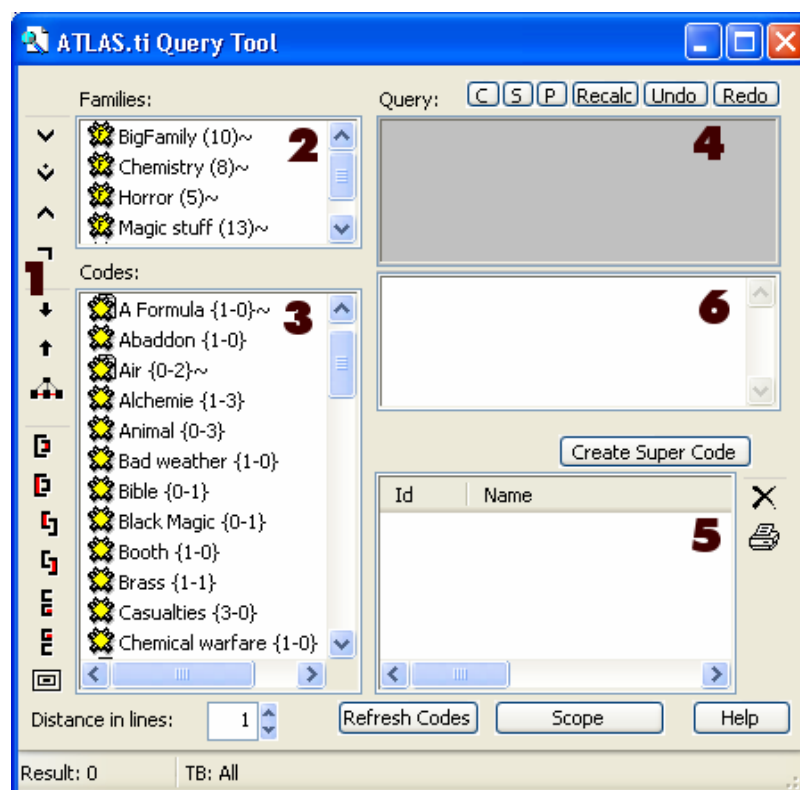 ATLAS.ti Query Tool
Families:
Query: C S P Recalc Undo Redo
BigFamily (10)~
2
4
Chemistry (8)~
Horror (5)~
Magic stuff (13)~
1
Codes:
A Formula {1-0}~
3
6
Abaddon {1-0}
Air {0-2}~
Alchemie {1-3}
Animal {0-3}
Bad weather {1-0}
Create Super Code
Bible {0-1}
Id Name
Black Magic {0-1}
5
Booth {1-0}
Brass {1-1}
Casualties {3-0}
Chemical warfare {1-0}
Distance in lines: 1
Refresh Codes Scope Help
Result: 0 TB: All